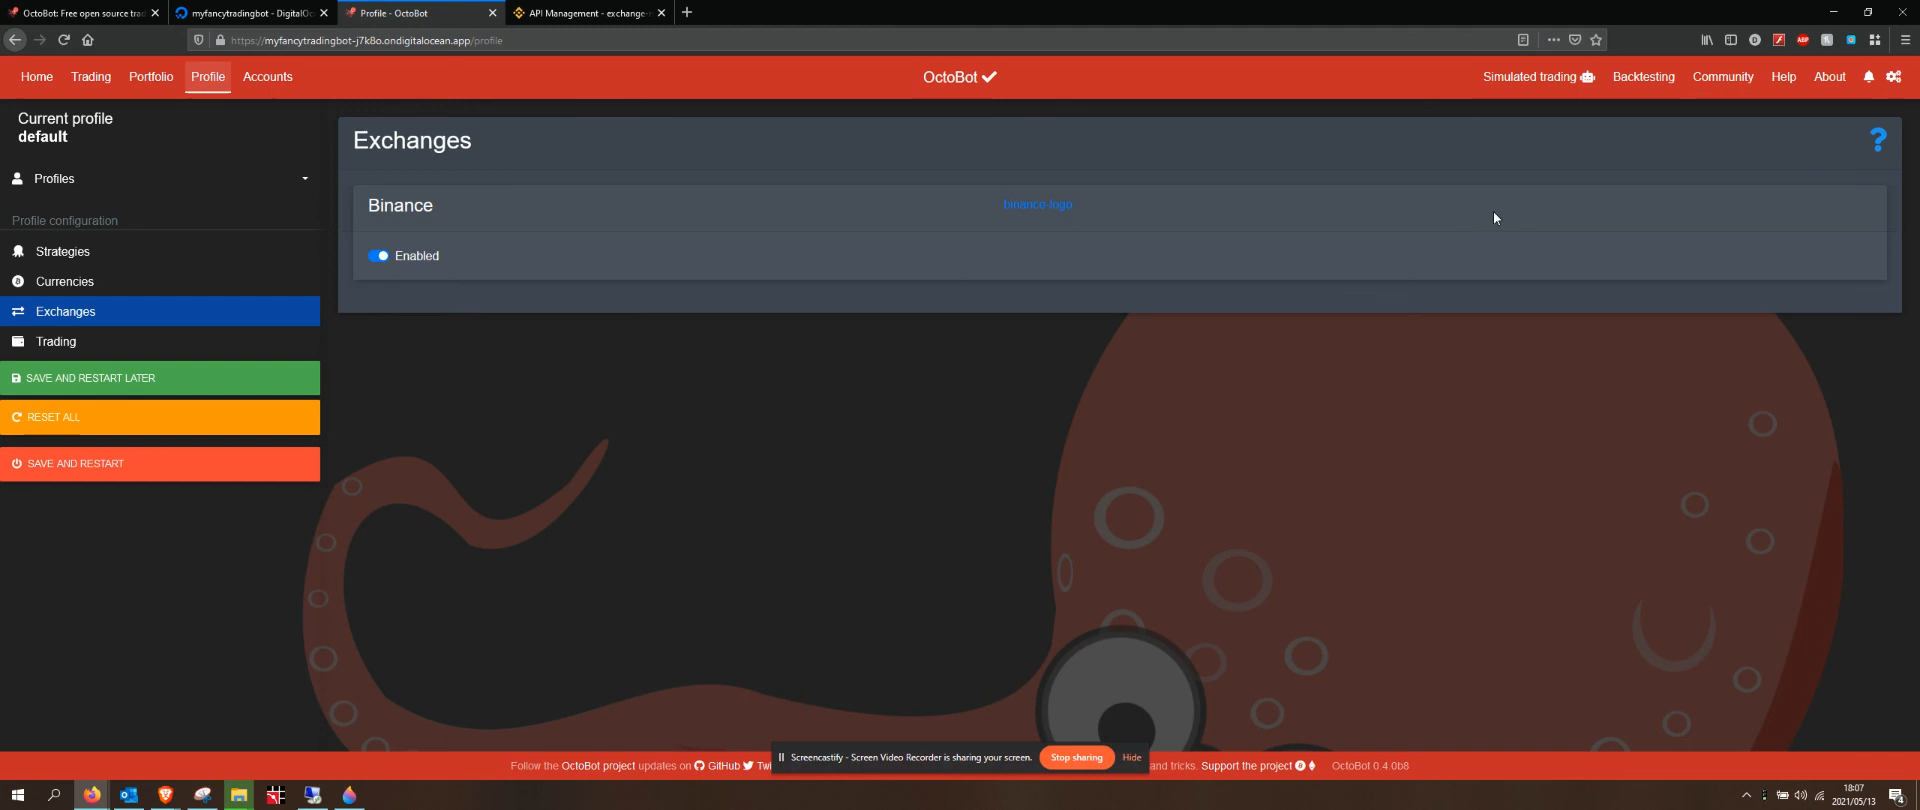 OctoBot: Free open source trad
myfancytradingbot - DigitalOc
Profile - OctoBot
API Management - exchange-
https://myfancytradingbot-j7k8o.ondigitalocean.app/profile
ABP
Home Trading Portfolio Profile Accounts OctoBot Simulated trading Backtesting Community Help About
Current profile
default
Profiles
Profile configuration
Strategies
Currencies
Exchanges
Trading
SAVE AND RESTART LATER
RESET ALL
SAVE AND RESTART
Exchanges
?
Binance
binance-logo
Enabled
Screencastify - Screen Video Recorder is sharing your screen. Stop sharing Hide
Follow the OctoBot project updates on GitHub Twi and tricks. Support the project OctoBot 0.4.0b8
18:07
2021/05/13
4